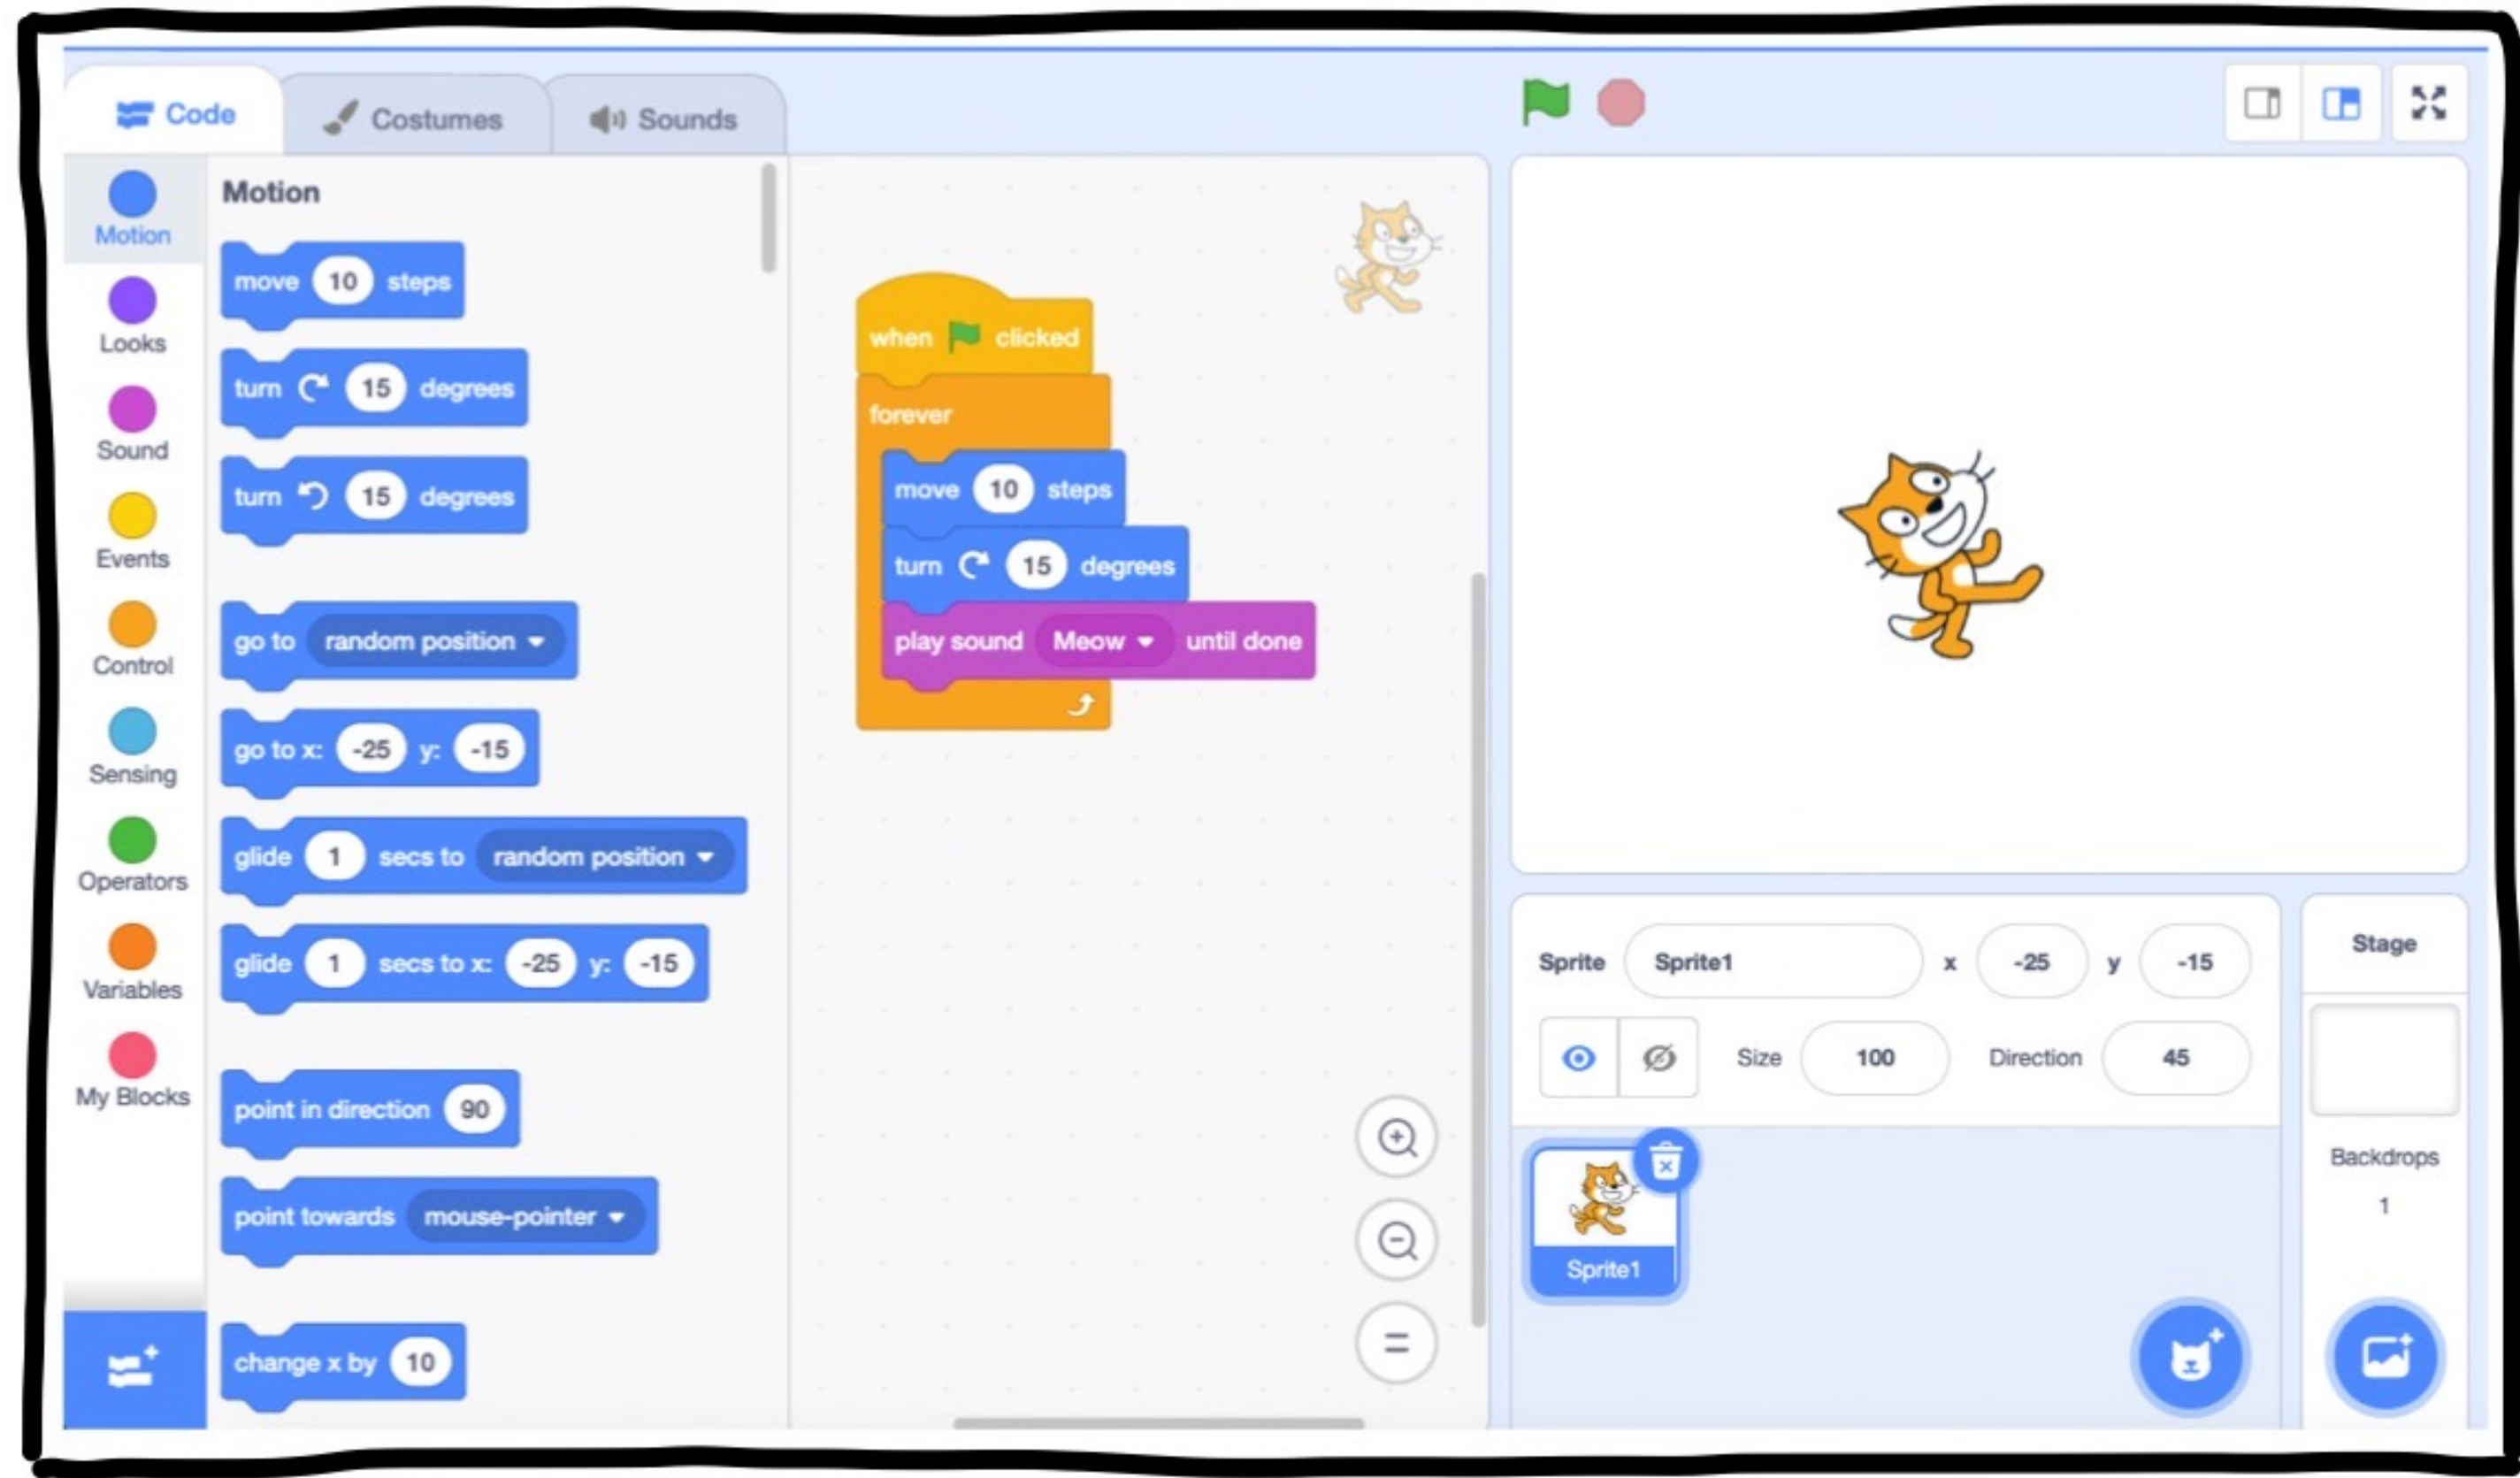 Code
Costumes
Sounds
Motion
Looks
Sound
Events
Control
Sensing
Operators
Variables
My Blocks
Motion
move 10 steps
turn 15 degrees
turn 15 degrees
go to random position
go to x: -25 y: -15
glide 1 secs to random position
glide 1 secs to x: -25 y: -15
point in direction 90
point towards mouse-pointer
change x by 10
when clicked
forever
move 10 steps
turn 15 degrees
play sound Meow until done
Sprite Sprite1 x -25 y -15
Size 100 Direction 45
Sprite1
Stage
Backdrops
1